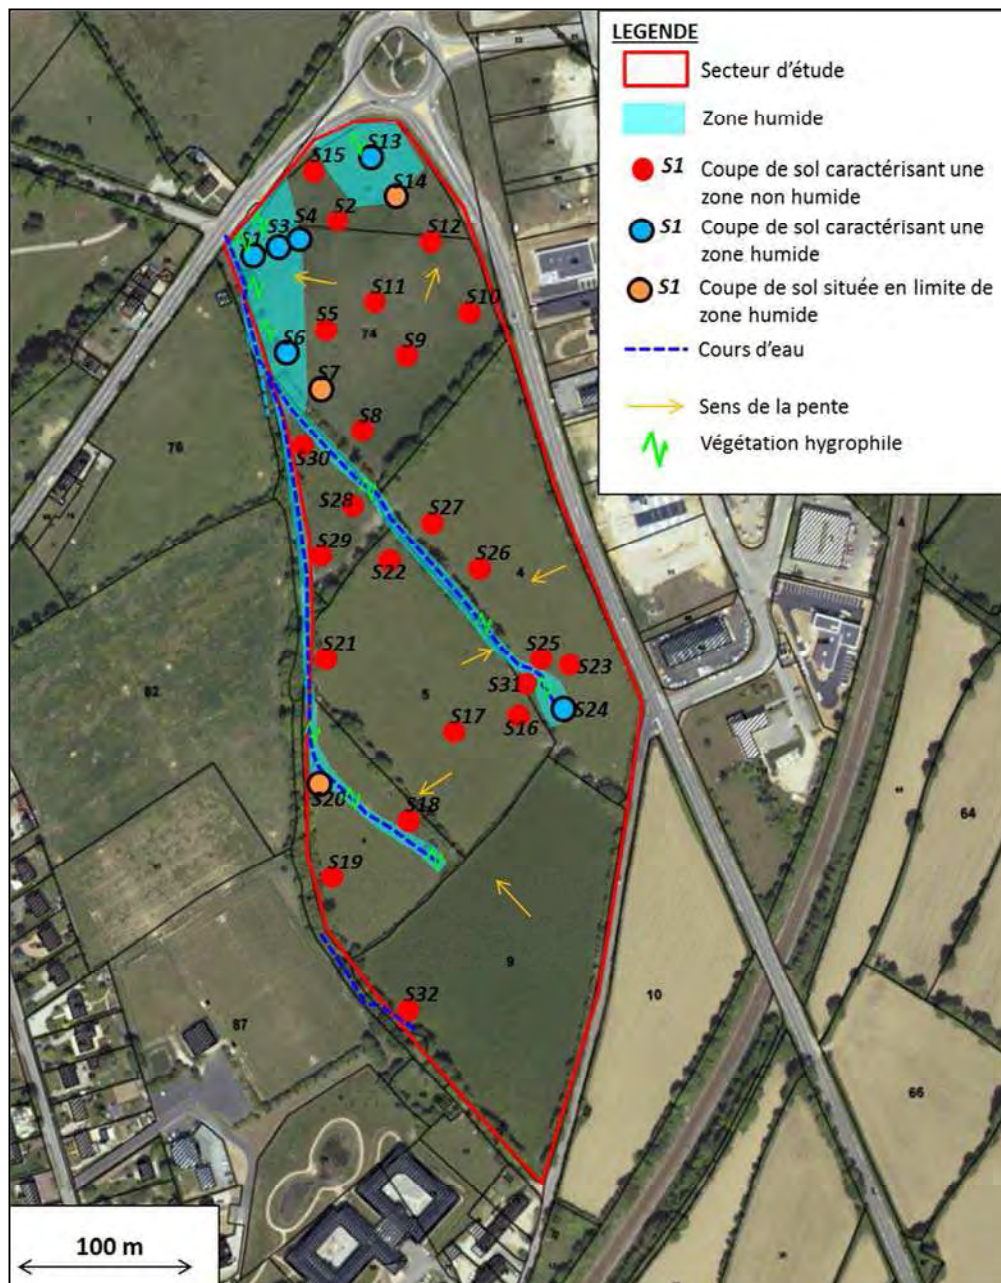 LEGENDE
Secteur d'étude
Zone humide
S1 Coupe de sol caractérisant une
zone non humide
S1 Coupe de sol caractérisant une
zone humide
S1 Coupe de sol située en limite de
zone humide
Cours d'eau
Sens de la pente
Végétation hygrophile
S13
S15
S14
S2
S4
S3
S12
S1
S11
S10
S5
74
S9
S6
S7
S8
S30
76
S28
S27
S29
S22
S26
4
S21
S25
S23
82
5
S31
S24
S16
S17
S20
S18
64
S19
9
10
S32
87
66
100 m